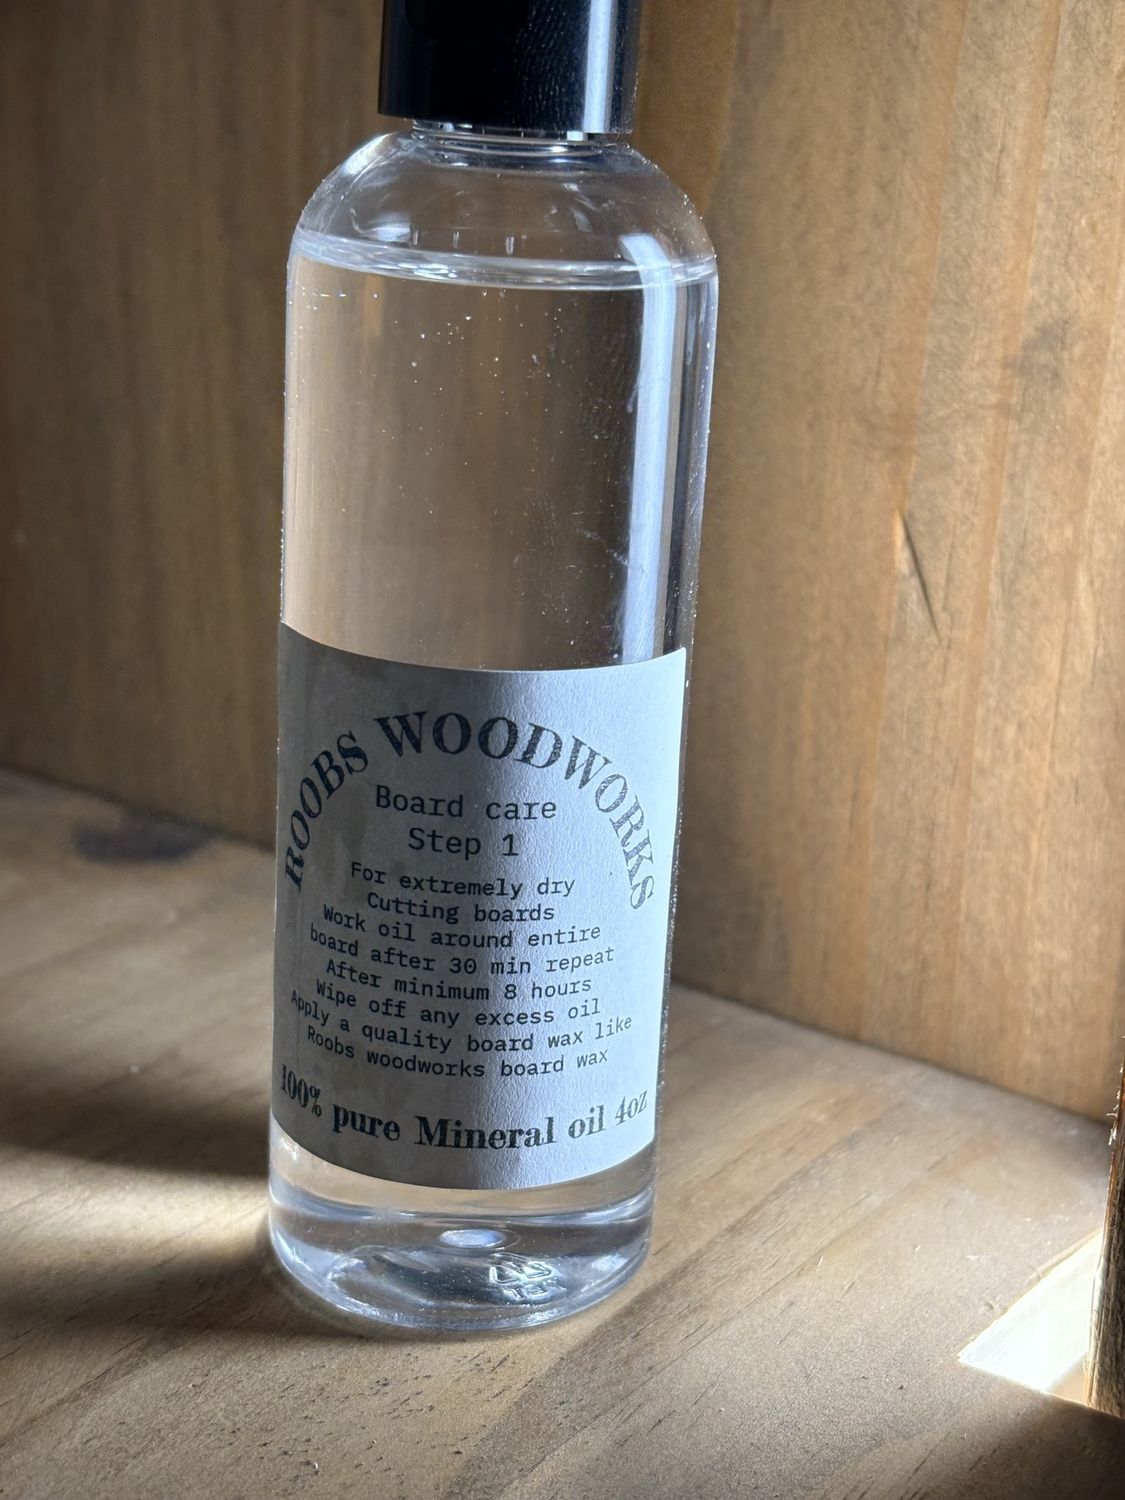 ROOBS WOODWORKS
Board care
Step 1
For extremely dry
Cutting boards
Work oil around entire
board after 30 min repeat
After minimum 8 hours
Wipe off any excess oil
Apply a quality board wax like
Roobs woodworks board wax
100% pure Mineral oil 4oz